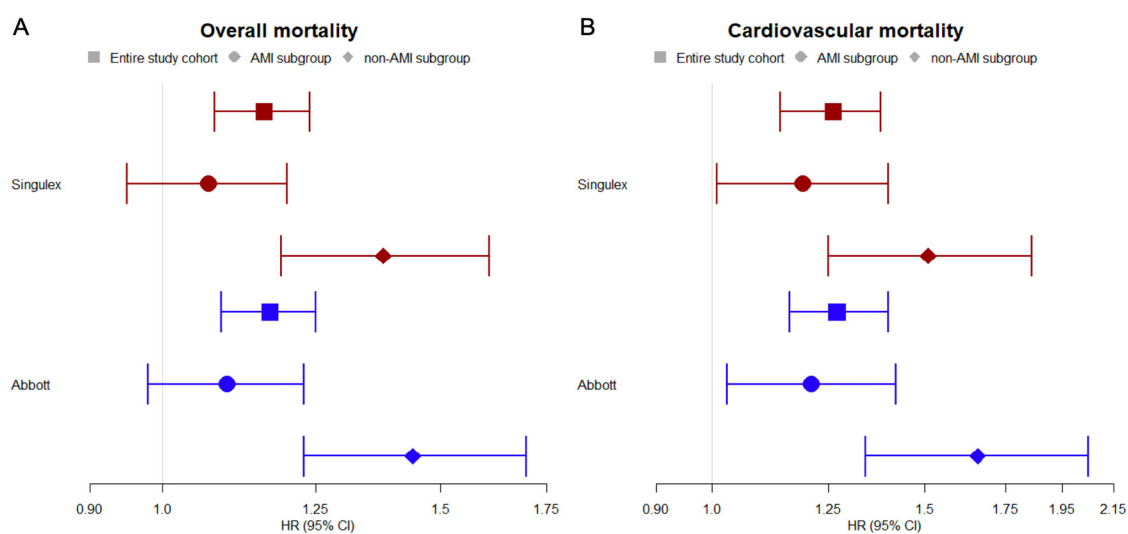 A
Overall mortality
Entire study cohort AMI subgroup non-AMI subgroup
Singulex
Abbott
0.90 1.0 1.25 1.5 1.75
HR (95% CI)
B
Cardiovascular mortality
Entire study cohort AMI subgroup non-AMI subgroup
Singulex
Abbott
0.90 1.0 1.25 1.5 1.75 1.95 2.15
HR (95% CI)